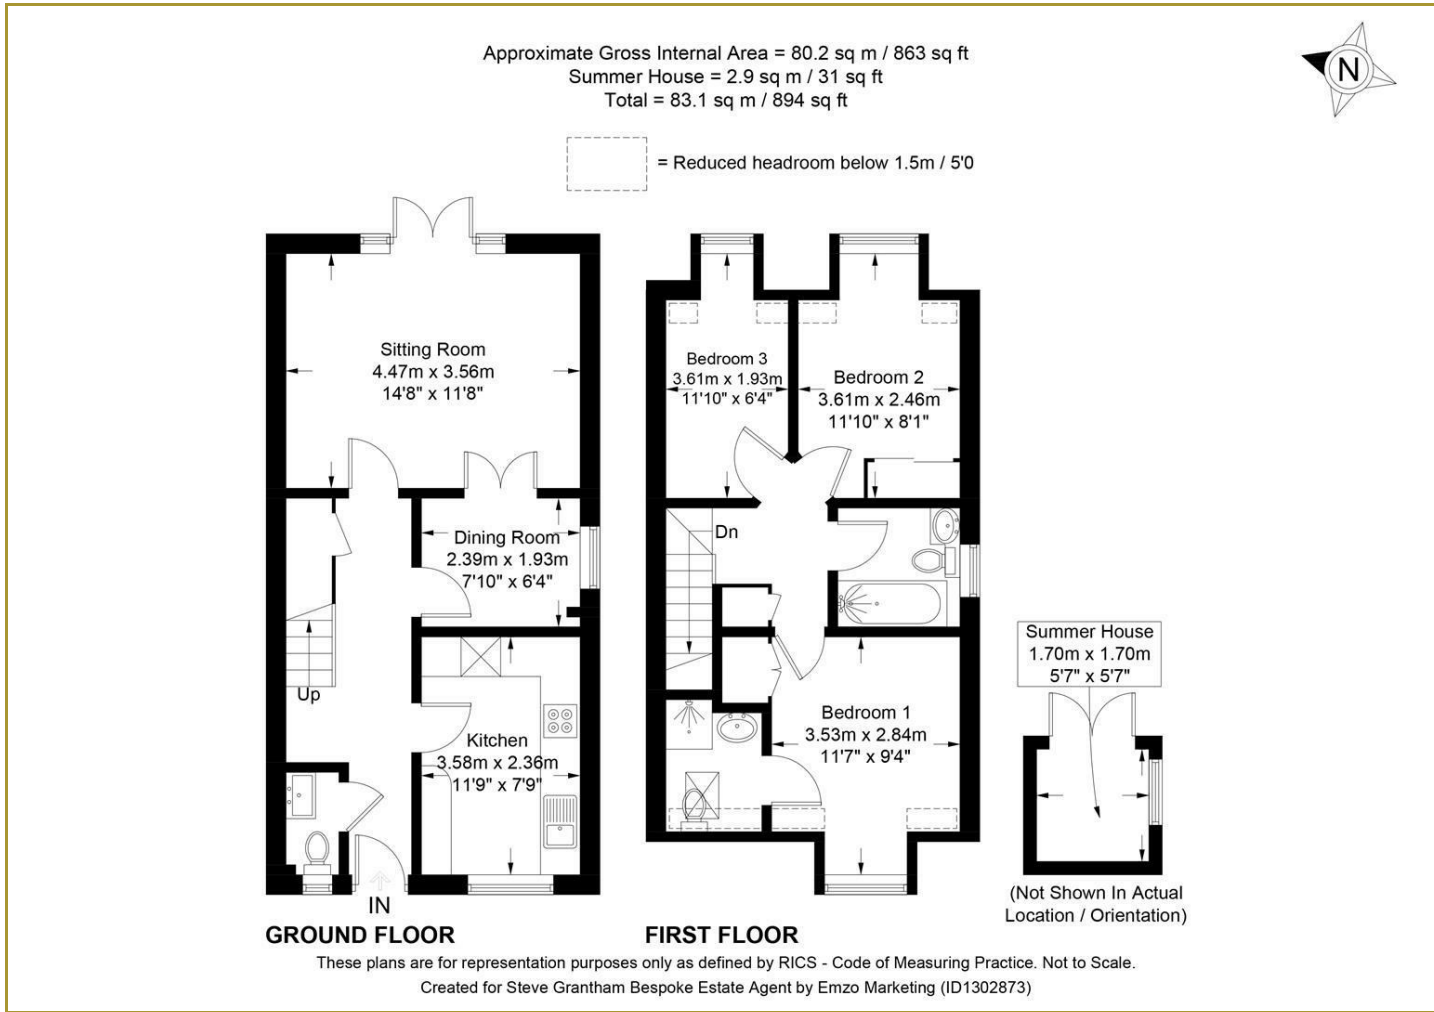 Approximate Gross Internal Area = 80.2 sq m / 863 sq ft
Summer House = 2.9 sq m / 31 sq ft
Total = 83.1 sq m / 894 sq ft
N
= Reduced headroom below 1.5m / 5'0
Sitting Room
4.47m x 3.56m
14'8" x 11'8"
Dining Room
2.39m x 1.93m
7'10" x 6'4"
Up
Kitchen
3.58m x 2.36m
11'9" x 7'9"
IN
GROUND FLOOR
Bedroom 3
3.61m x 1.93m
11'10" x 6'4"
Bedroom 2
3.61m x 2.46m
11'10" x 8'1"
Dn
Bedroom 1
3.53m x 2.84m
11'7" x 9'4"
FIRST FLOOR
Summer House
1.70m x 1.70m
5'7" x 5'7"
(Not Shown In Actual
Location / Orientation)
These plans are for representation purposes only as defined by RICS - Code of Measuring Practice. Not to Scale.
Created for Steve Grantham Bespoke Estate Agent by Emzo Marketing (ID1302873)